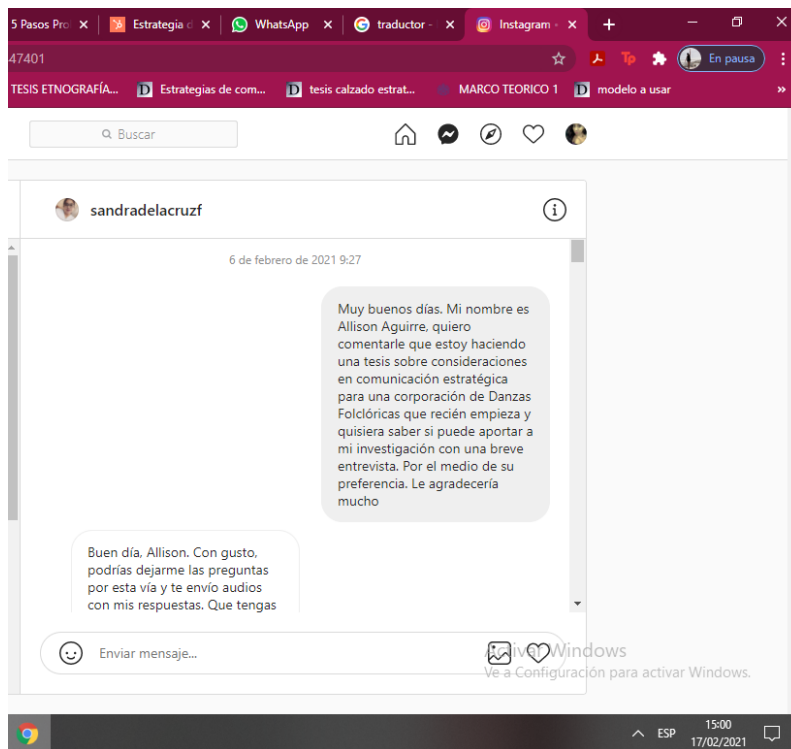 5 Pasos Pro
Estrategia d
WhatsApp
traductor -
Instagram -
47401
Tp
En pausa
TESIS ETNOGRAFÍA...
D Estrategias de com...
D tesis calzado estrat...
MARCO TEORICO 1
D modelo a usar
»
Buscar
sandradelacruzf
6 de febrero de 2021 9:27
Muy buenos días. Mi nombre es
Allison Aguirre, quiero
comentarle que estoy haciendo
una tesis sobre consideraciones
en comunicación estratégica
para una corporación de Danzas
Folclóricas que recién empieza y
quisiera saber si puede aportar a
mi investigación con una breve
entrevista. Por el medio de su
preferencia. Le agradecería
mucho
Buen día, Allison. Con gusto,
podrías dejarme las preguntas
por esta vía y te envío audios
con mis respuestas. Que tengas
Enviar mensaje...
Activar Windows
Ve a Configuración para activar Windows.
ESP
15:00
17/02/2021